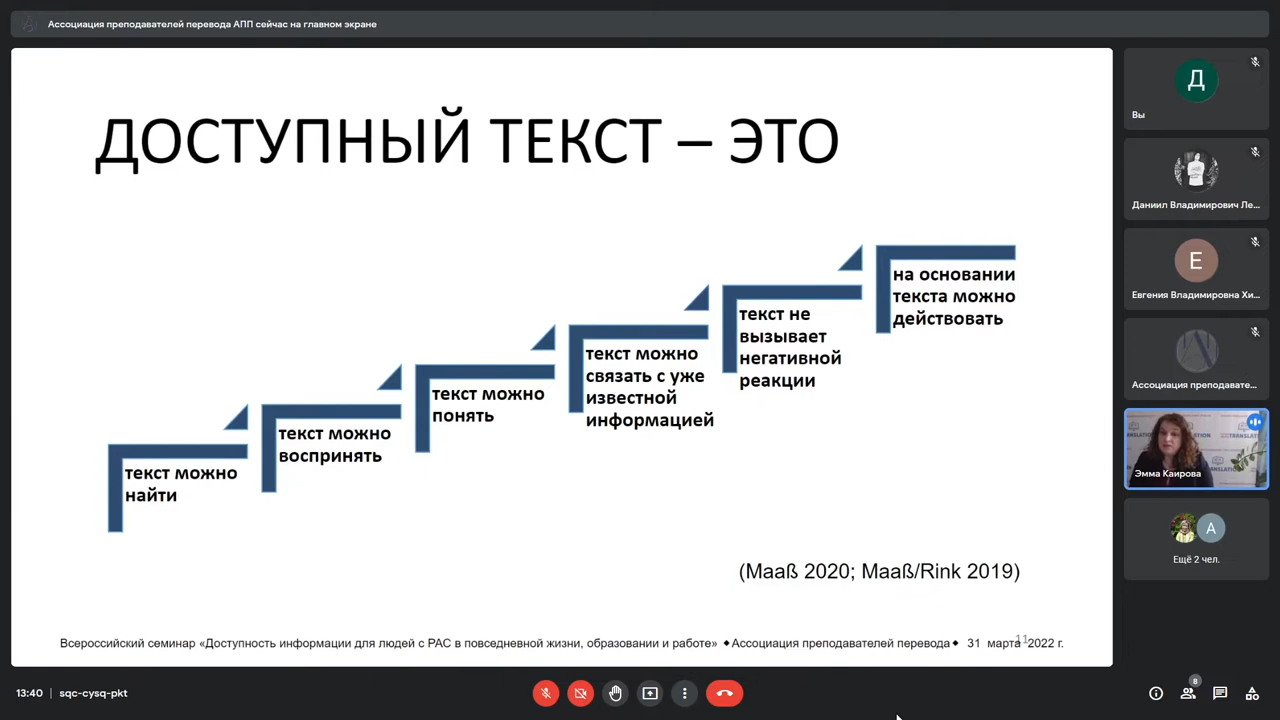 Ассоциация преподавателей перевода АПП сейчас на главном экране
ДОСТУПНЫЙ ТЕКСТ – ЭТО
текст можно
найти
текст можно
воспринять
текст можно
понять
текст можно
связать с уже
известной
информацией
текст не
вызывает
негативной
реакции
на основании
текста можно
действовать
(Maaß 2020; Maaß/Rink 2019)
Всероссийский семинар «Доступность информации для людей с РАС в повседневной жизни, образовании и работе» ◆Ассоциация преподавателей перевода◆ 31 марта 2022 г.
11
Д
Вы
Даниил Владимирович Ле...
Е
Евгения Владимировна Хи...
Ассоциация преподавате...
Эмма Каирова
А
Ещё 2 чел.
13:40 | sqc-cysq-pkt
8